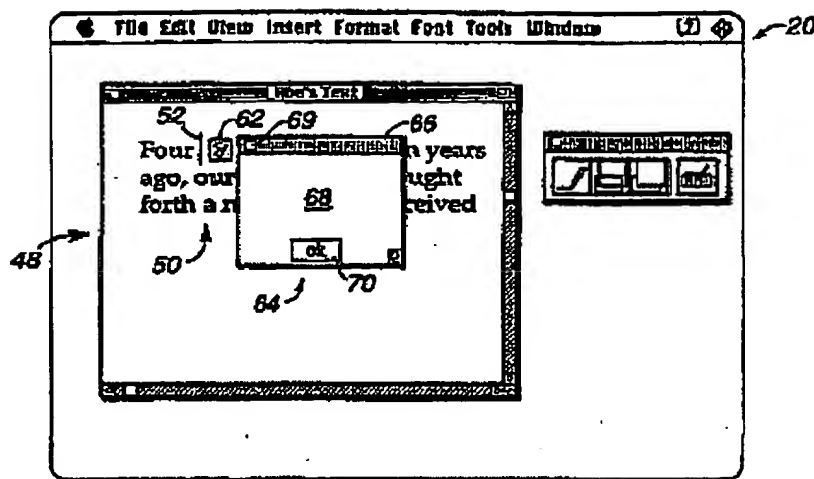 File Edit View Insert Format Font Tools Window
20
Text
52 62 69 66
Four n years
ago, our ught
forth a n ceived
68
48
50
ok
64 70